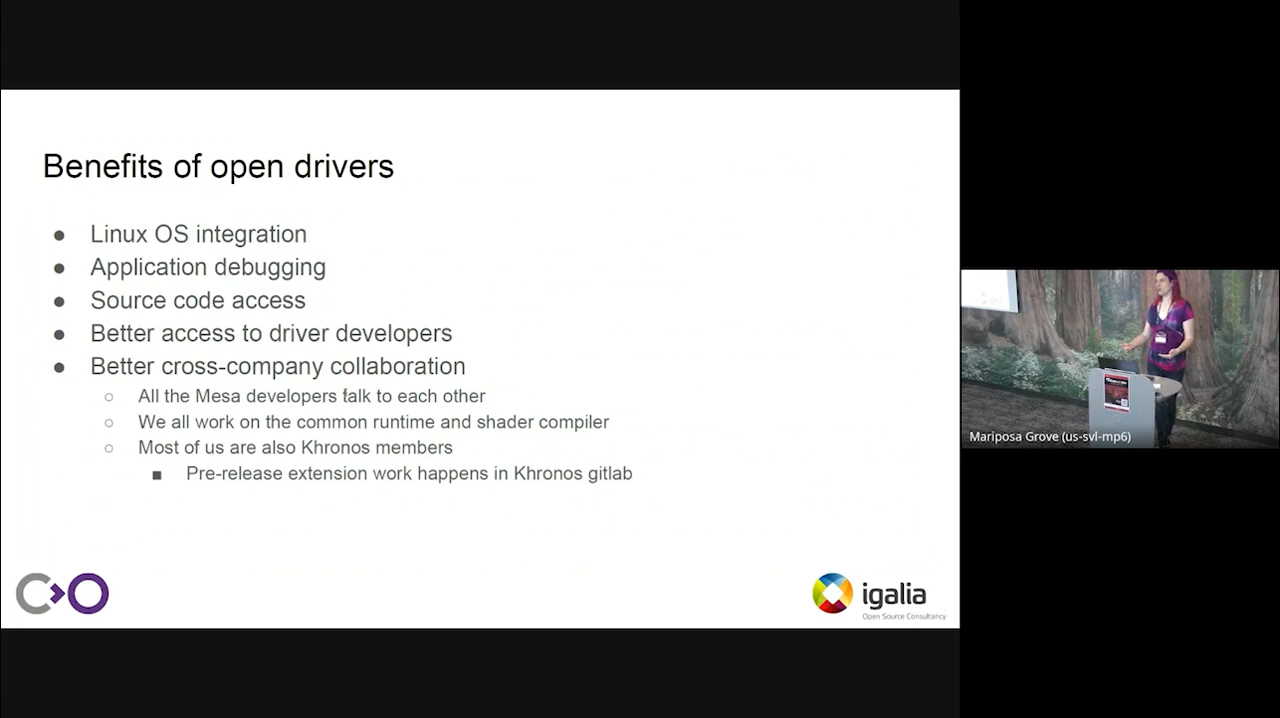 Benefits of open drivers
● Linux OS integration
● Application debugging
● Source code access
● Better access to driver developers
● Better cross-company collaboration
○ All the Mesa developers talk to each other
○ We all work on the common runtime and shader compiler
○ Most of us are also Khronos members
■ Pre-release extension work happens in Khronos gitlab
igalia
Open Source Consultancy
Mariposa Grove (us-svl-mp6)